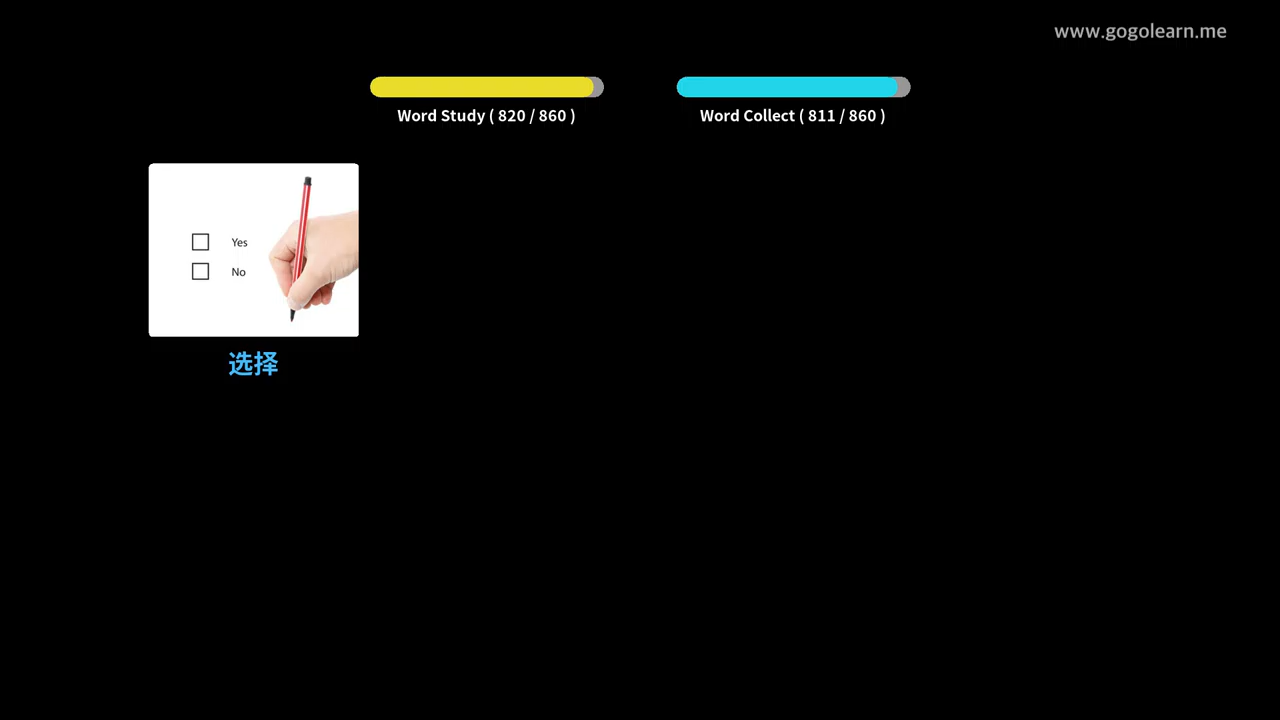 www.gogolearn.me
Word Study ( 820 / 860 )
Word Collect ( 811 / 860 )
Yes
No
选择